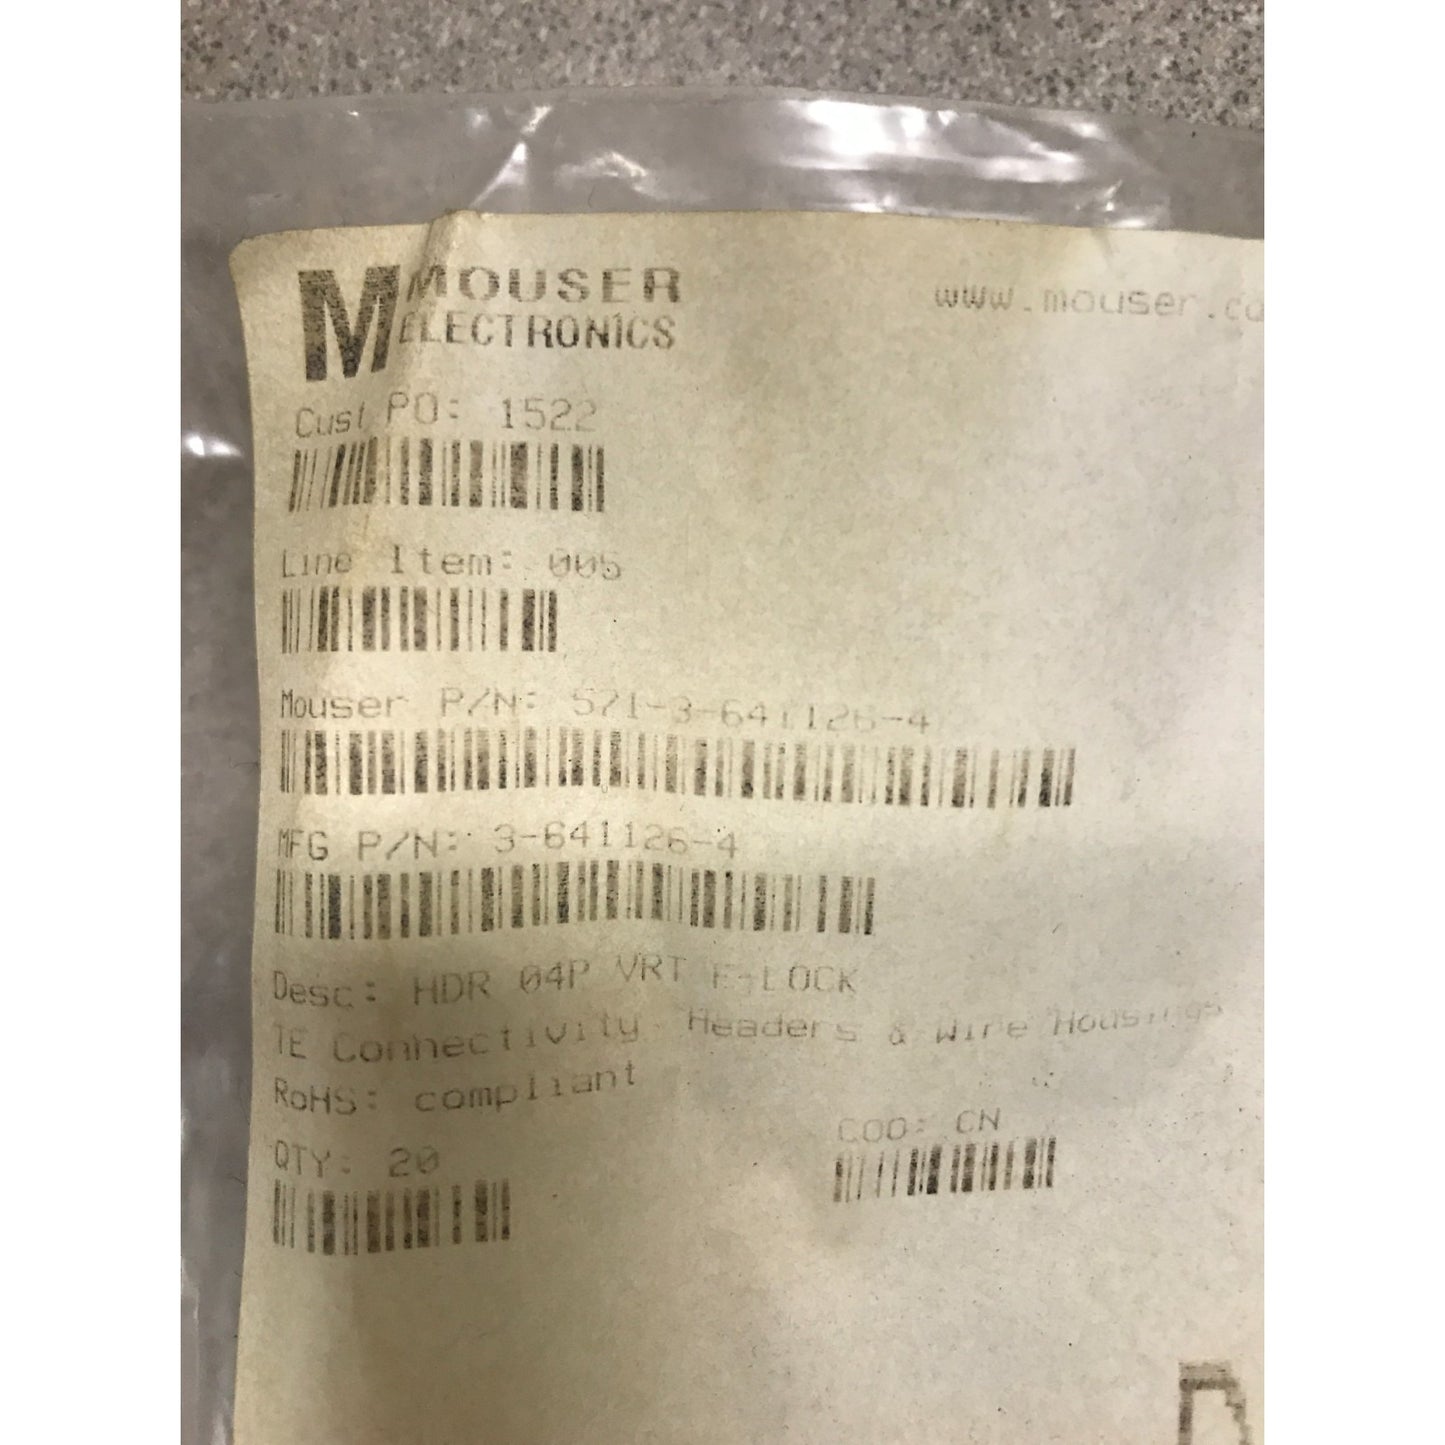 M MOUSER
ELECTRONICS
www.mouser.co
Cust PO: 1522
Line Item: 005
Mouser P/N: 571-3-641126-4
MFG P/N: 3-641126-4
Desc: HDR 04P VRT F-LOCK
TE Connectivity Headers & Wire Housings
RoHS: compliant
QTY: 20
COO: CN
D